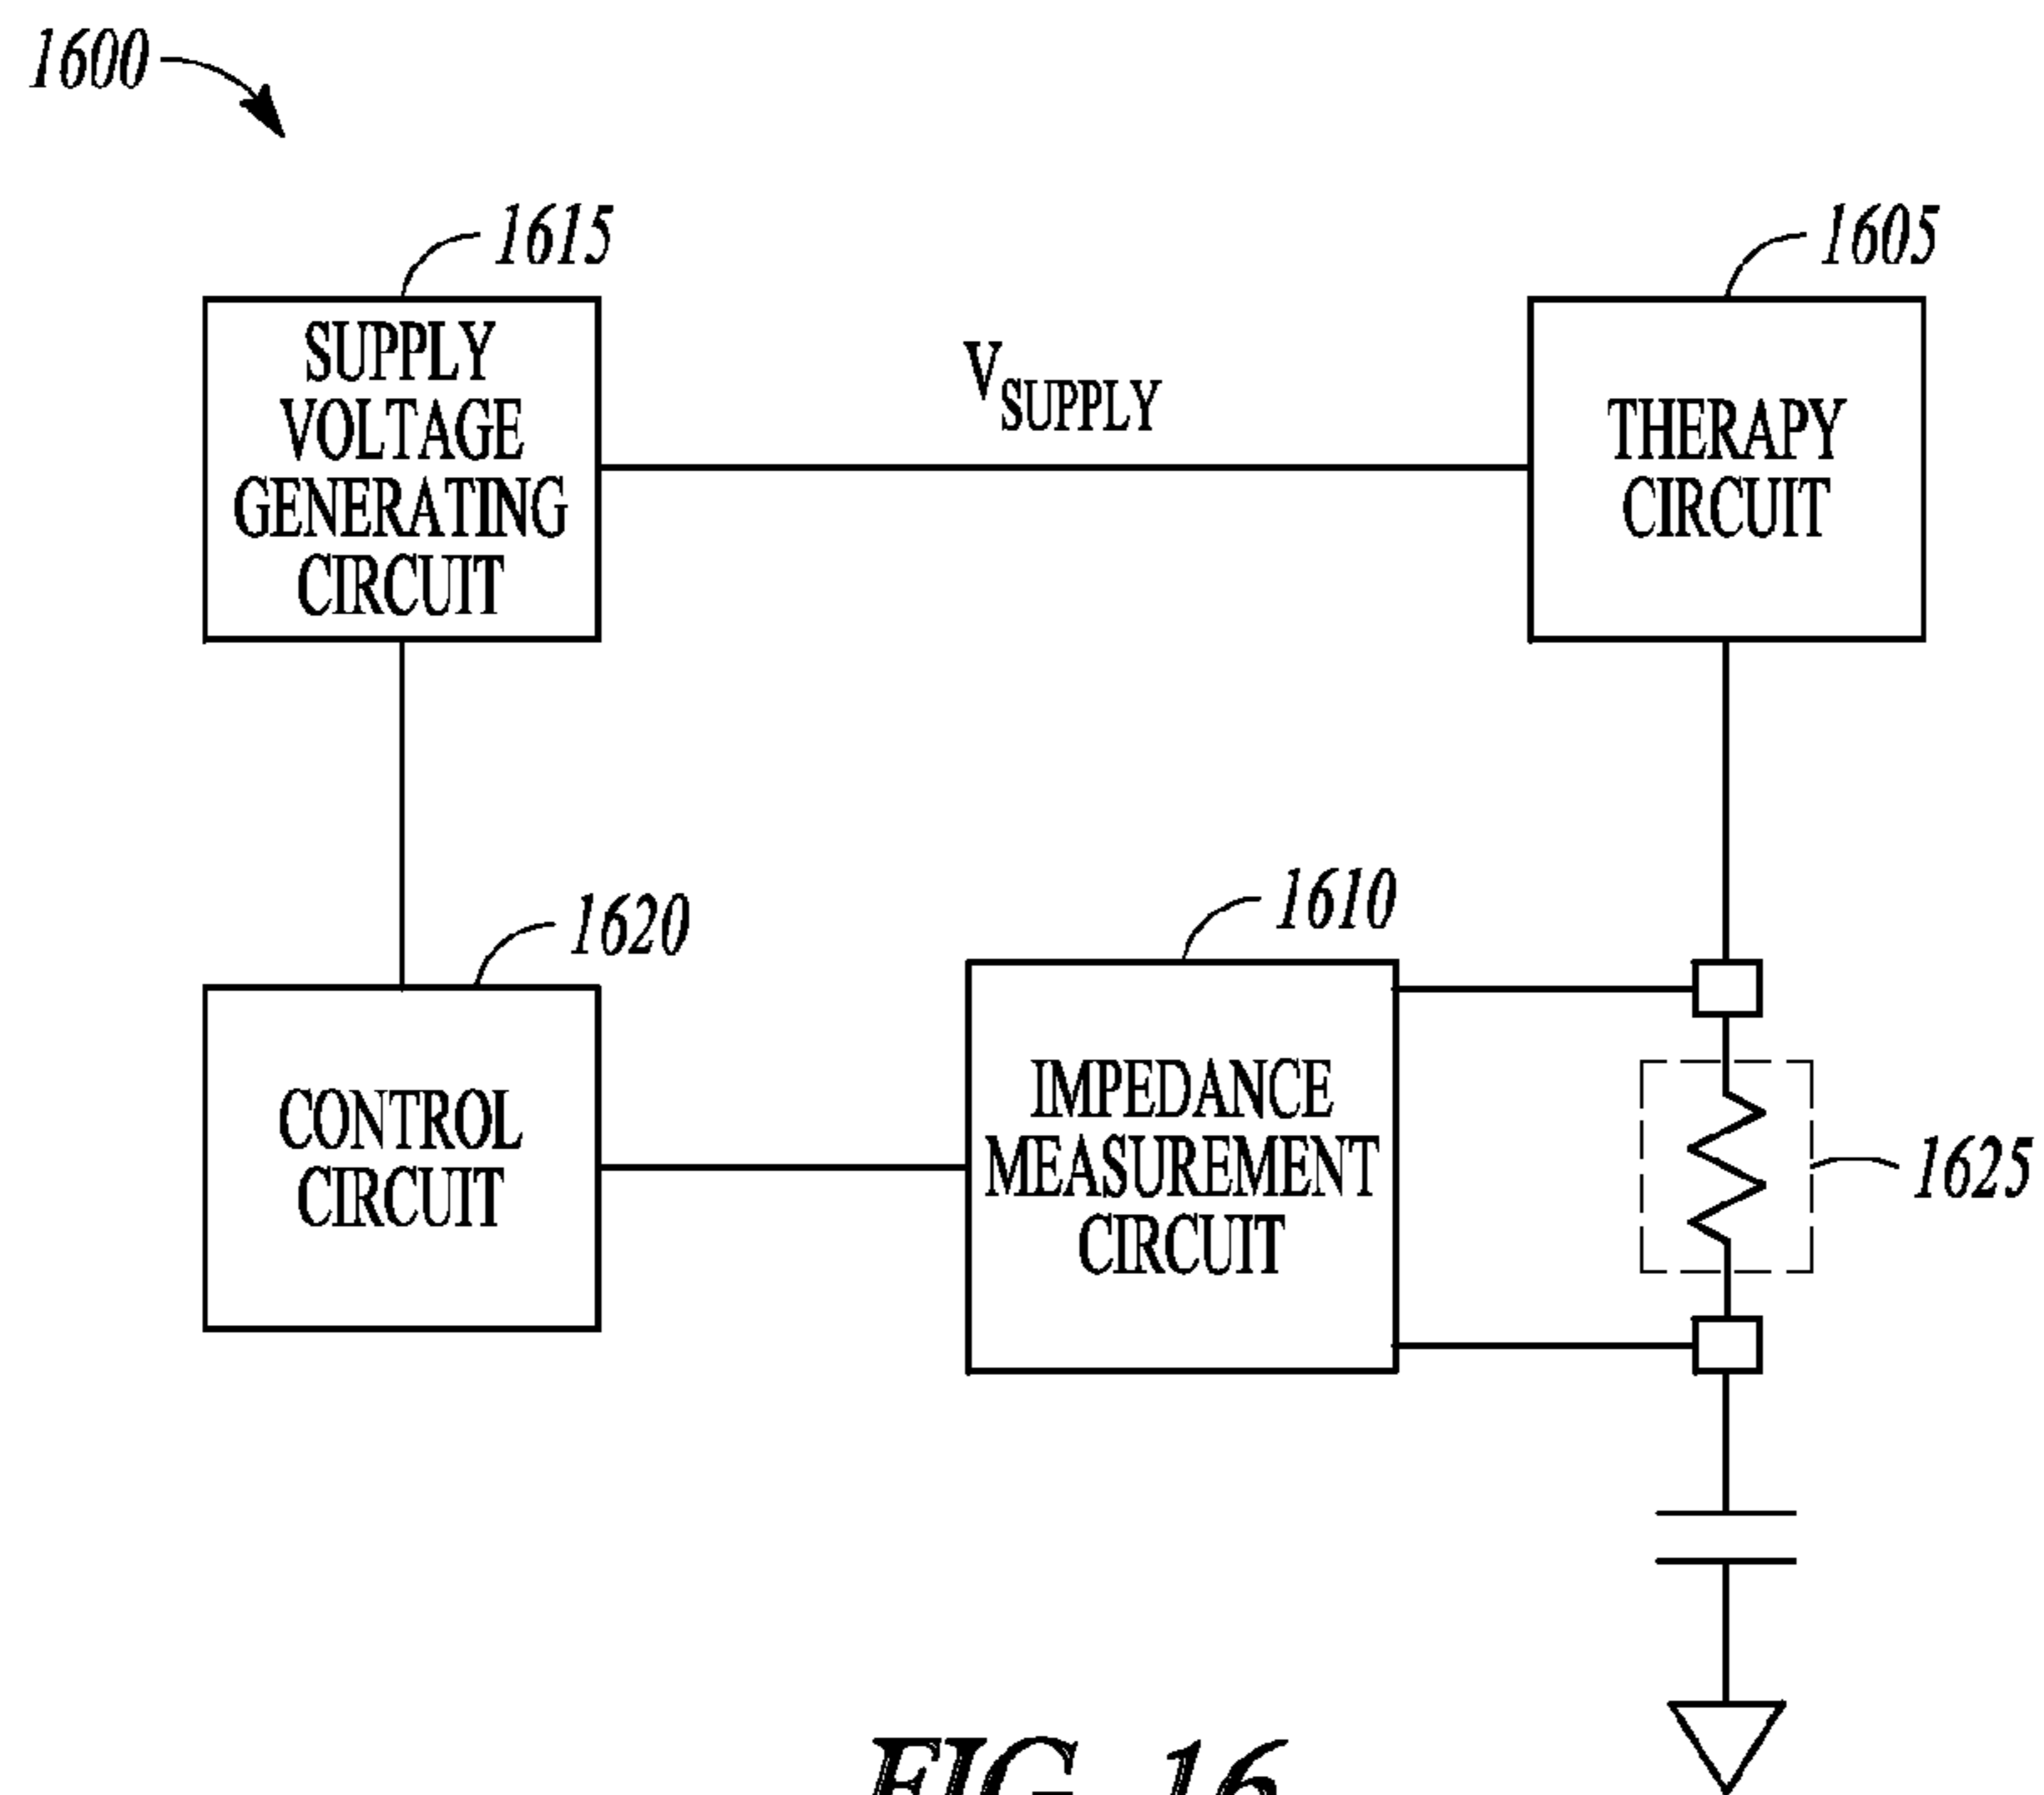 1600
1615
1605
SUPPLY
VOLTAGE
GENERATING
CIRCUIT
VSUPPLY
THERAPY
CIRCUIT
1620
1610
CONTROL
CIRCUIT
IMPEDANCE
MEASUREMENT
CIRCUIT
1625
FIG. 16